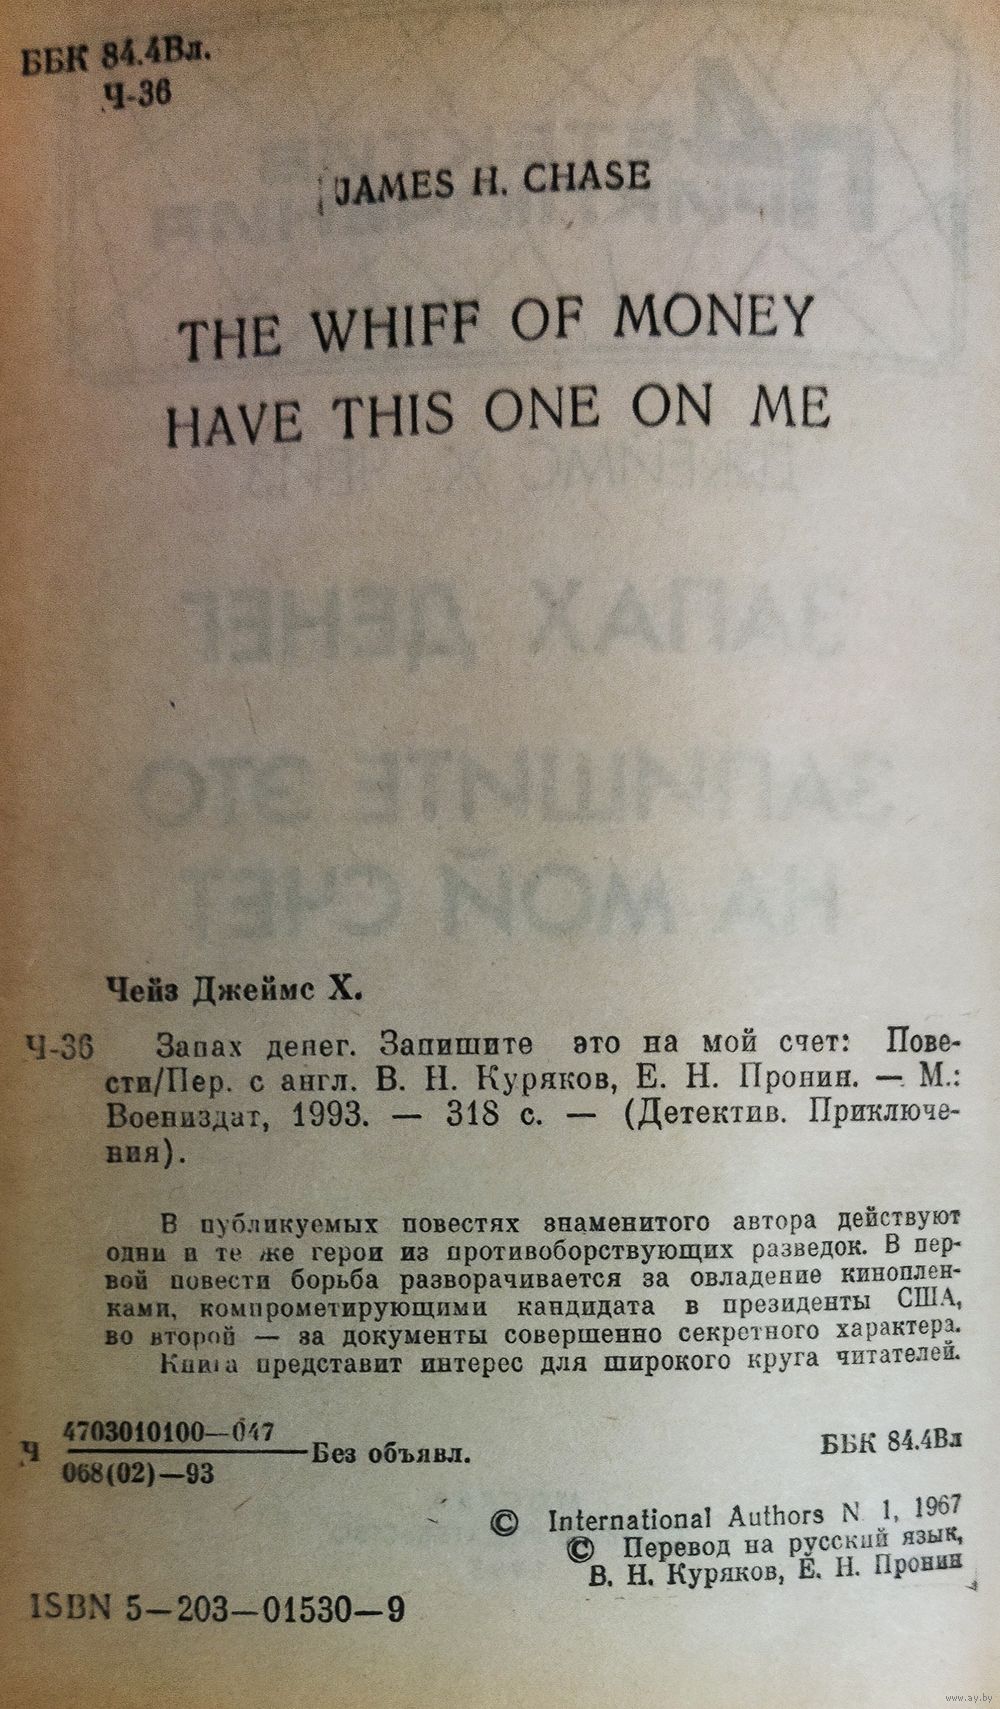 ББК 84.4Вл.
Ч-36
JAMES H. CHASE
THE WHIFF OF MONEY
HAVE THIS ONE ON ME
Чейз Джеймс Х.
Ч-36 Запах денег. Запишите это на мой счет: Пове-
сти/Пер. с англ. В. Н. Куряков, Е. Н. Пронин. — М.:
Воениздат, 1993. — 318 с. — (Детектив. Приключе-
ния).
В публикуемых повестях знаменитого автора действуют
одни и те же герои из противоборствующих разведок. В пер-
вой повести борьба разворачивается за овладение кинопленками,
ками, компрометирующими кандидата в президенты США,
во второй — за документы совершенно секретного характера.
Книга представит интерес для широкого круга читателей.
Ч 4703010100—047
068(02)—93 Без объявл.
ББК 84.4Вл
© International Authors N 1, 1967
© Перевод на русский язык,
В. Н. Куряков, Е. Н. Пронин
ISBN 5—203—01530—9
www.ay.by